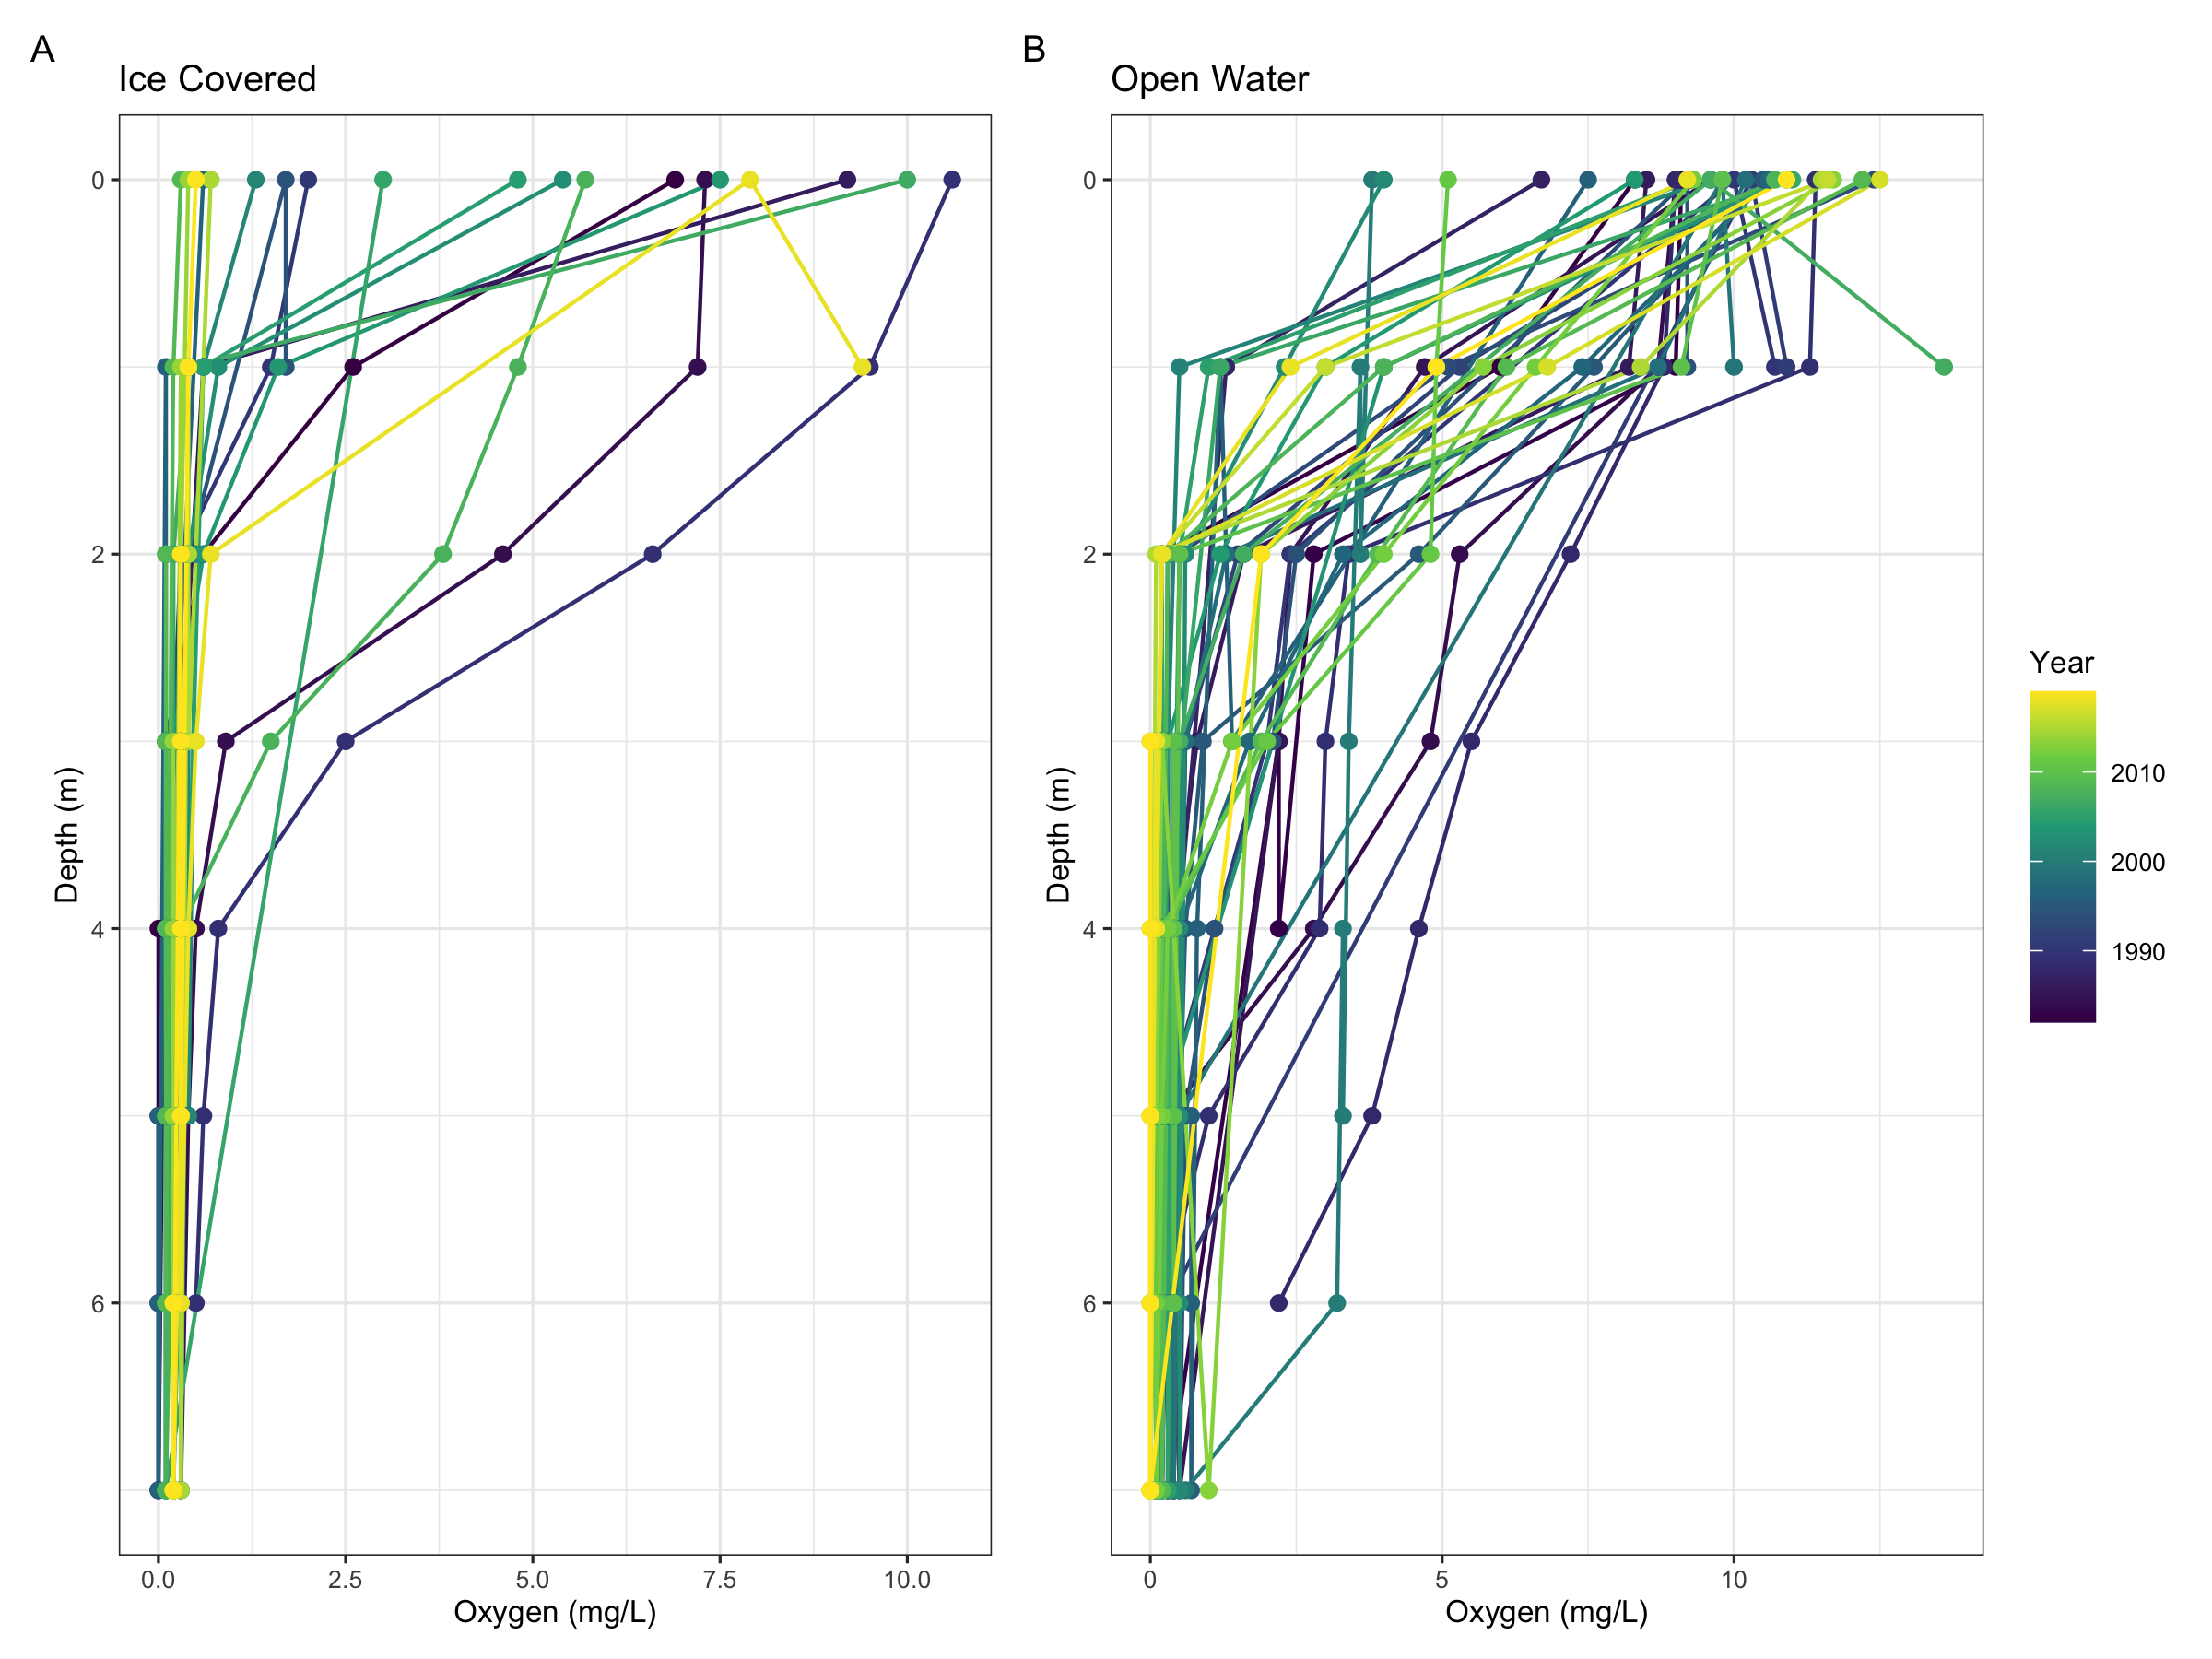 A
Ice Covered
0
2
4
6
Depth (m)
0.0 2.5 5.0 7.5 10.0
Oxygen (mg/L)
B
Open Water
0
2
4
6
Depth (m)
0 5 10
Oxygen (mg/L)
Year
2010
2000
1990